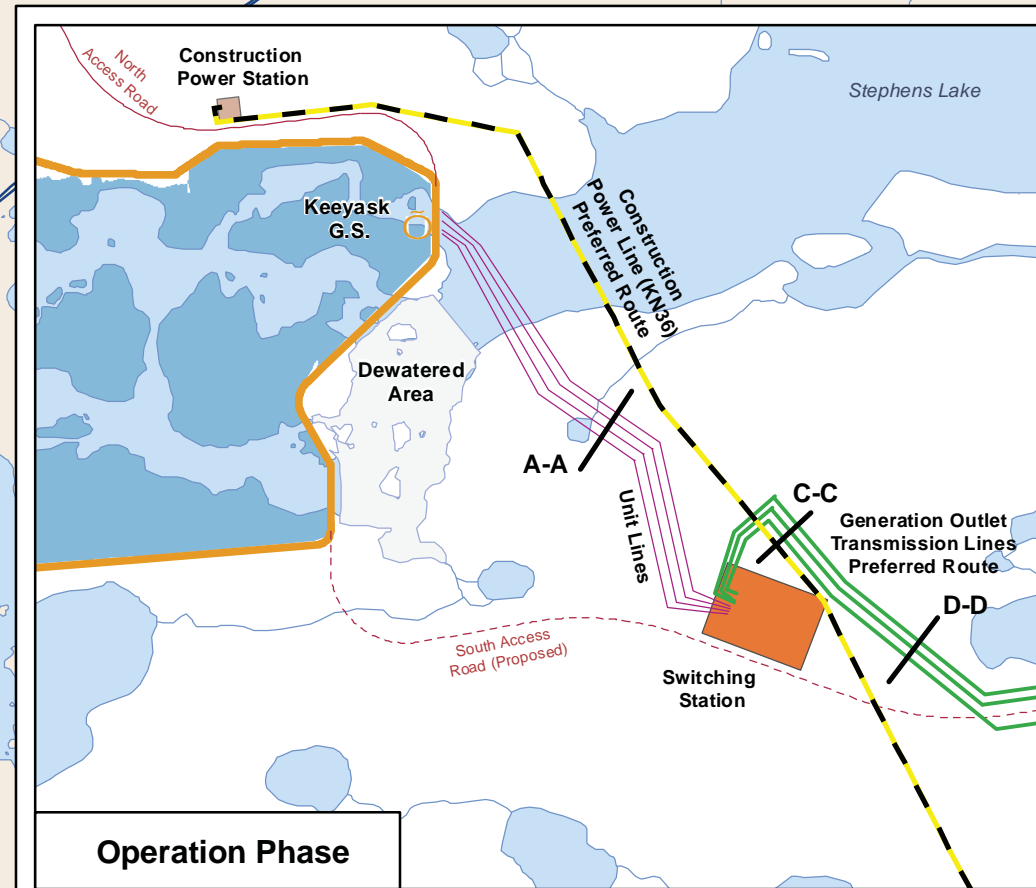 North
Access Road
Construction
Power Station
Stephens Lake
Keeyask
G.S.
Construction
Power Line (KN36)
Preferred Route
Dewatered
Area
A-A
Unit Lines
C-C
Generation Outlet
Transmission Lines
Preferred Route
D-D
South Access
Road (Proposed)
Switching
Station
Operation Phase